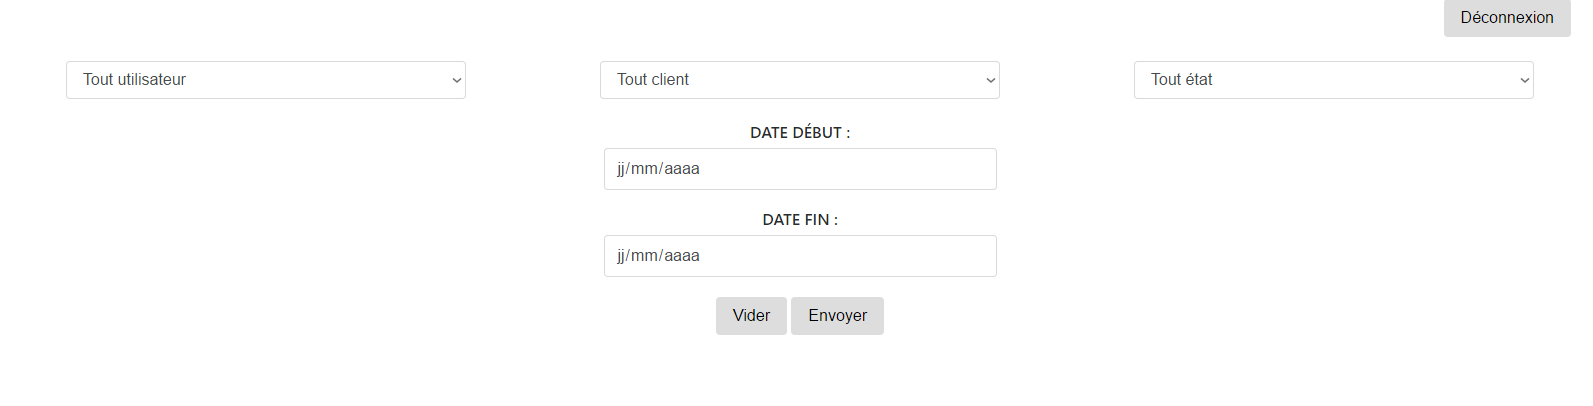 Déconnexion
Tout utilisateur
Tout client
Tout état
DATE DÉBUT :
jj/mm/aaaa
DATE FIN :
jj/mm/aaaa
Vider
Envoyer